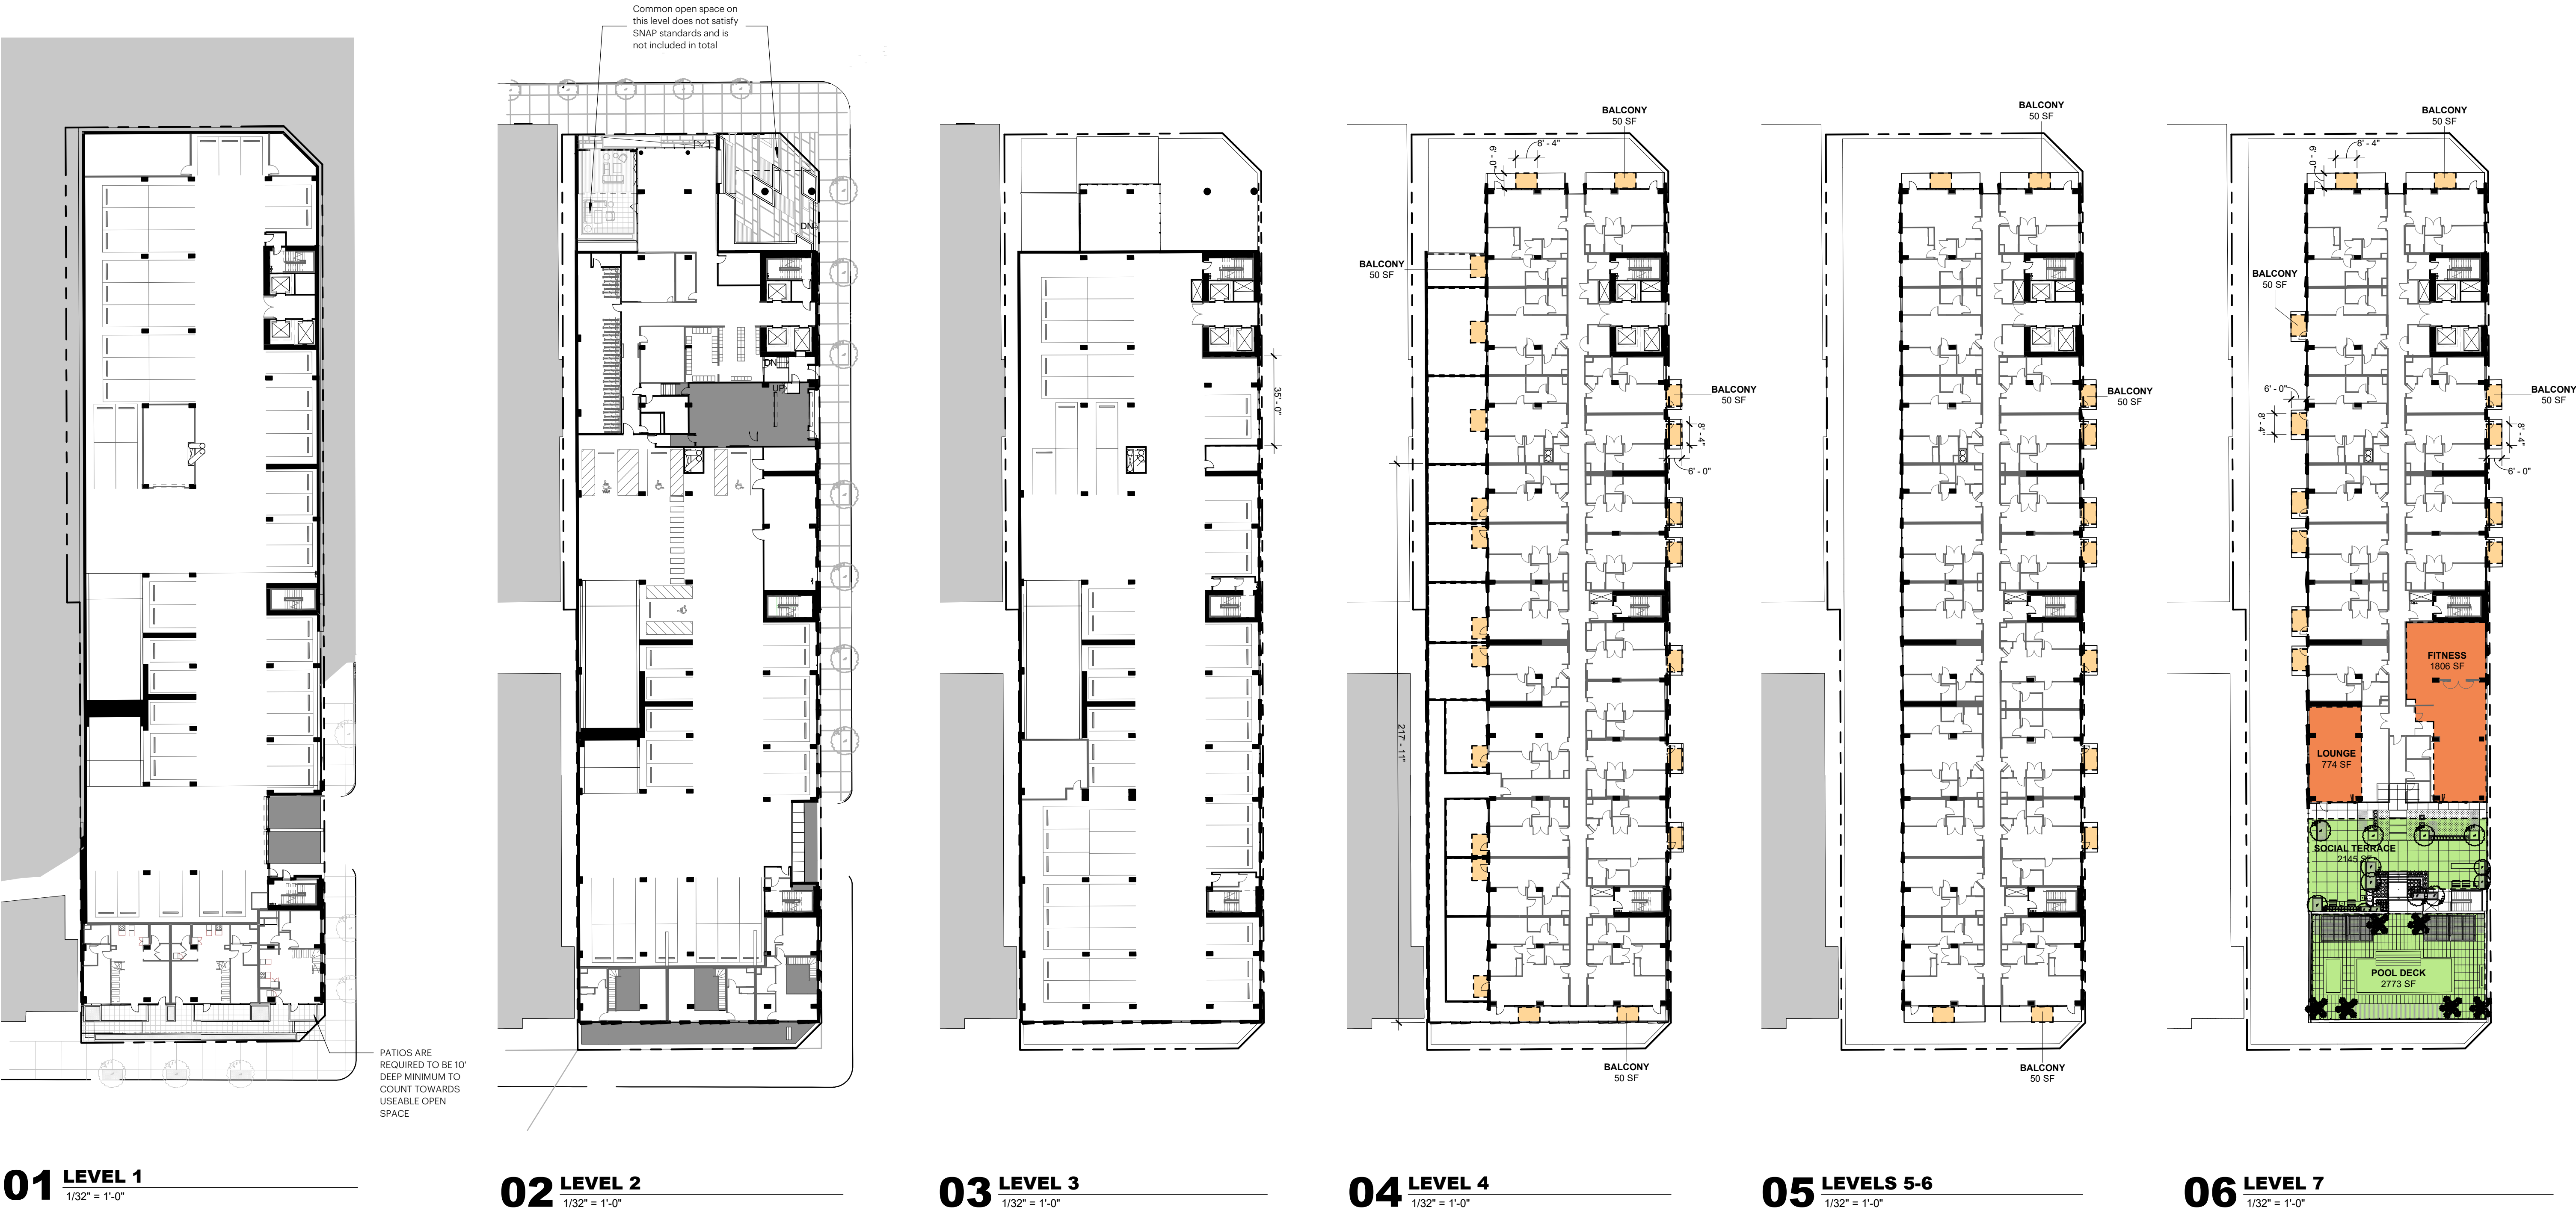 Common open space on
this level does not satisfy
SNAP standards and is
not included in total
DN
DN
UP
VAN
PATIOS ARE
REQUIRED TO BE 10'
DEEP MINIMUM TO
COUNT TOWARDS
USEABLE OPEN
SPACE
35' - 0"
BALCONY
50 SF
8' - 4"
6' - 0"
BALCONY
50 SF
BALCONY
50 SF
8' - 4"
6' - 0"
217' - 11"
BALCONY
50 SF
BALCONY
50 SF
BALCONY
50 SF
BALCONY
50 SF
BALCONY
50 SF
8' - 4"
6' - 0"
BALCONY
50 SF
6' - 0"
8' - 4"
BALCONY
50 SF
8' - 4"
6' - 0"
FITNESS
1806 SF
LOUNGE
774 SF
SOCIAL TERRACE
2145 SF
POOL DECK
2773 SF
01 LEVEL 1
1/32" = 1'-0"
02 LEVEL 2
1/32" = 1'-0"
03 LEVEL 3
1/32" = 1'-0"
04 LEVEL 4
1/32" = 1'-0"
05 LEVELS 5-6
1/32" = 1'-0"
06 LEVEL 7
1/32" = 1'-0"